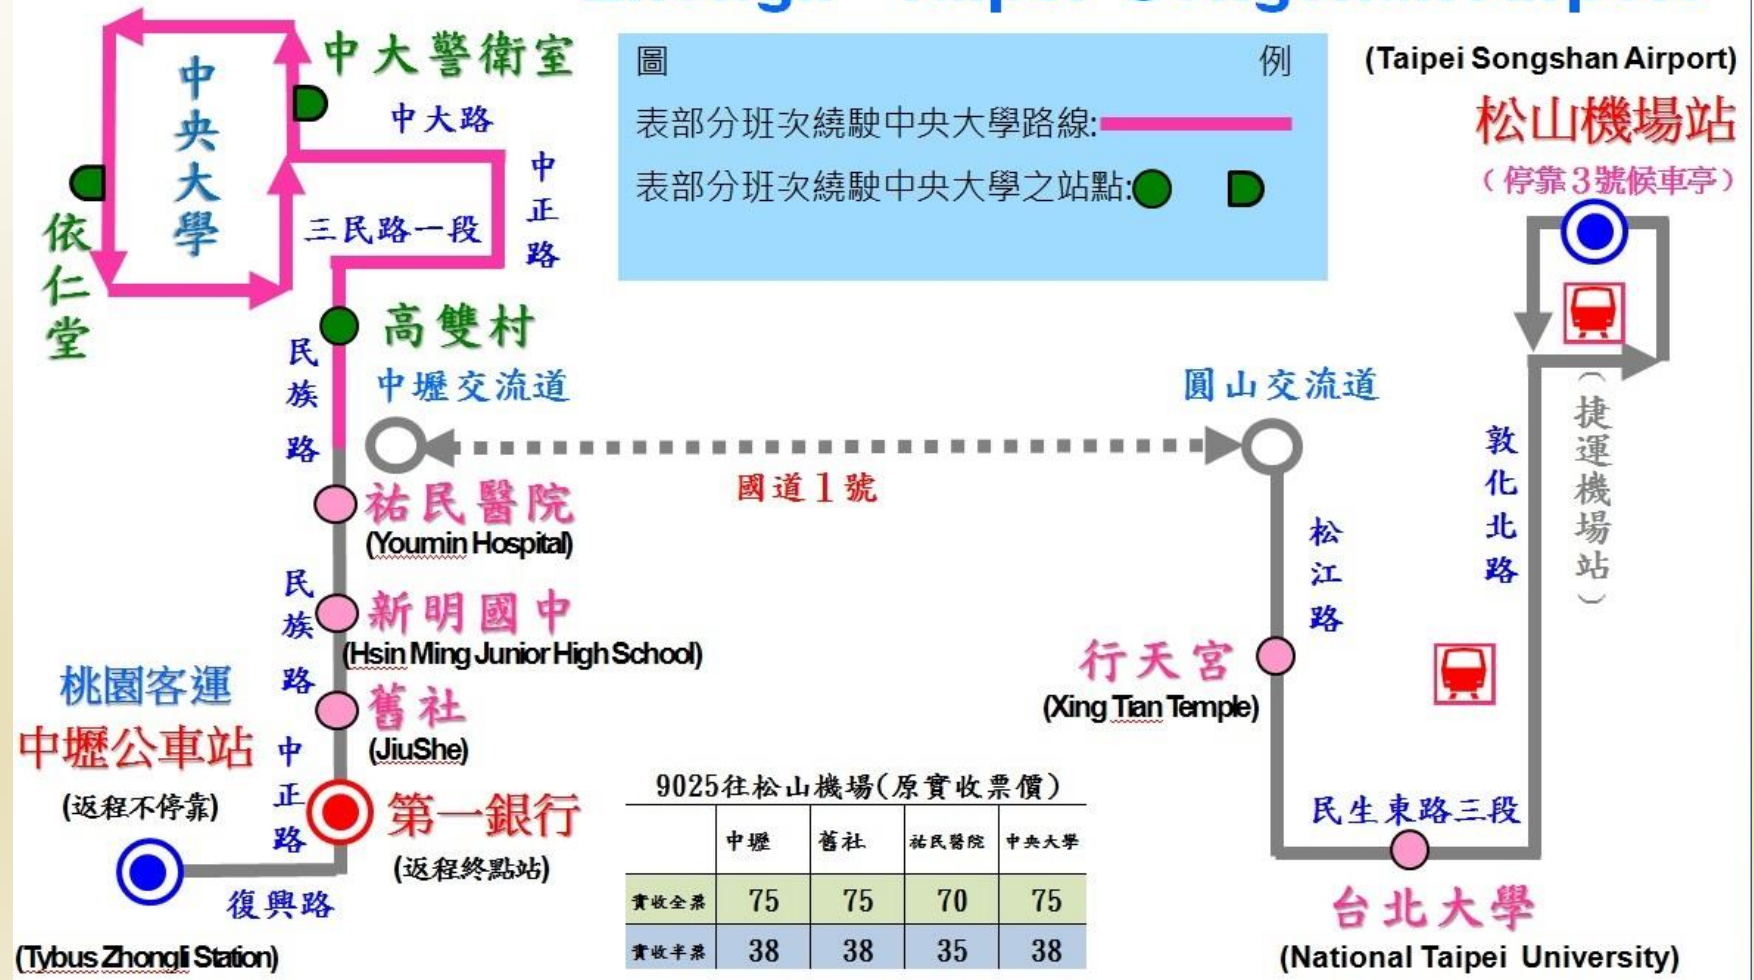 中大警衛室
中央大學
中大路
中正路
三民路一段
依仁堂
高雙村
民族路
圖 例
表部分班次繞駛中央大學路線:
表部分班次繞駛中央大學之站點:
(Taipei Songshan Airport)
松山機場站
(停靠3號候車亭)
中壢交流道
圓山交流道
國道1號
(捷運機場站)
敦化北路
松江路
祐民醫院
(Youmin Hospital)
民族路
新明國中
(Hsin Ming Junior High School)
舊社
(JiuShe)
行天宮
(Xing Tian Temple)
桃園客運
中壢公車站
(返程不停靠)
中正路
第一銀行
(返程終點站)
復興路
(Tybus Zhongli Station)
9025往松山機場(原實收票價)
中壢 舊社 祐民醫院 中央大學
實收全票 75 75 70 75
實收半票 38 38 35 38
民生東路三段
台北大學
(National Taipei University)